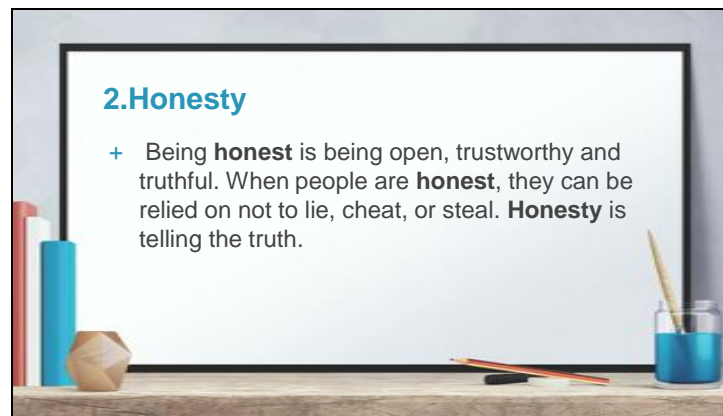 2.Honesty
+ Being honest is being open, trustworthy and
truthful. When people are honest, they can be
relied on not to lie, cheat, or steal. Honesty is
telling the truth.